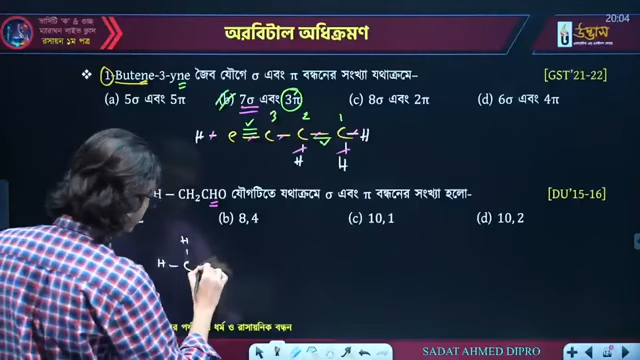 ভার্সিটি 'ক' & গুচ্ছ
ম্যারাথন লাইভ ক্লাস
রসায়ন ১ম পত্র
অরবিটাল অধিক্রমণ
20:04
উদ্ভাস
1-Butene-3-yne জৈব যৌগে σ এবং π বন্ধনের সংখ্যা যথাক্রমে-
[GST'21-22]
(a) 5σ এবং 5π
(b) 7σ এবং 3π
(c) 8σ এবং 2π
(d) 6σ এবং 4π
3 2 1
H C ≡ C - C = C - H
H H
H − CH2CHO যৌগটিতে যথাক্রমে σ এবং π বন্ধনের সংখ্যা হলো-
[DU'15-16]
(b) 8, 4
(c) 10, 1
(d) 10, 2
H
H - C
ধর্ম ও রাসায়নিক বন্ধন
SADAT AHMED DIPRO